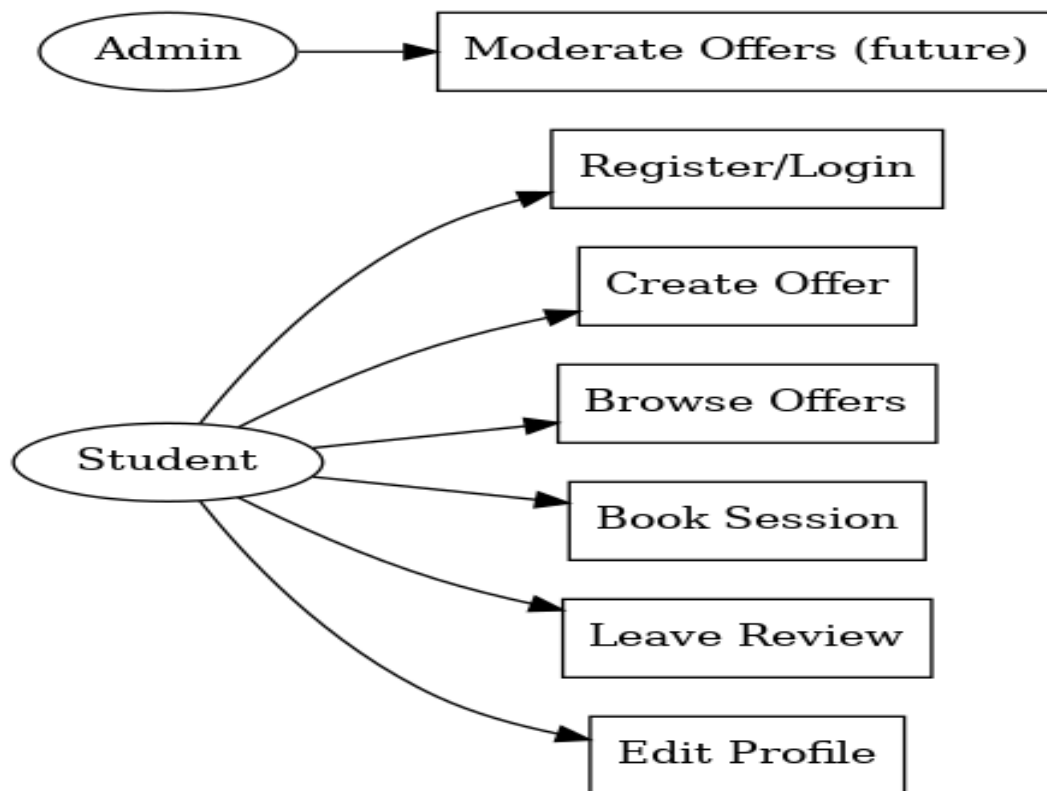 Admin
Moderate Offers (future)
Register/Login
Create Offer
Browse Offers
Student
Book Session
Leave Review
Edit Profile